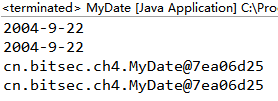 <terminated> MyDate [Java Application] C:\Pro
2004-9-22
2004-9-22
cn.bitsec.ch4.MyDate@7ea06d25
cn.bitsec.ch4.MyDate@7ea06d25